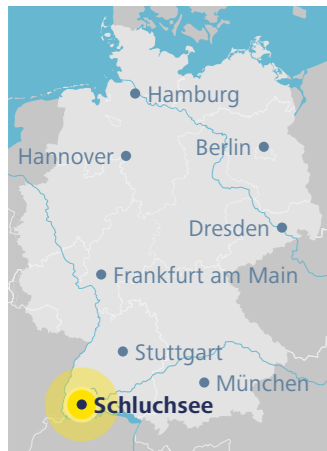 Hamburg
Berlin
Hannover
Dresden
Frankfurt am Main
Stuttgart
München
Schluchsee